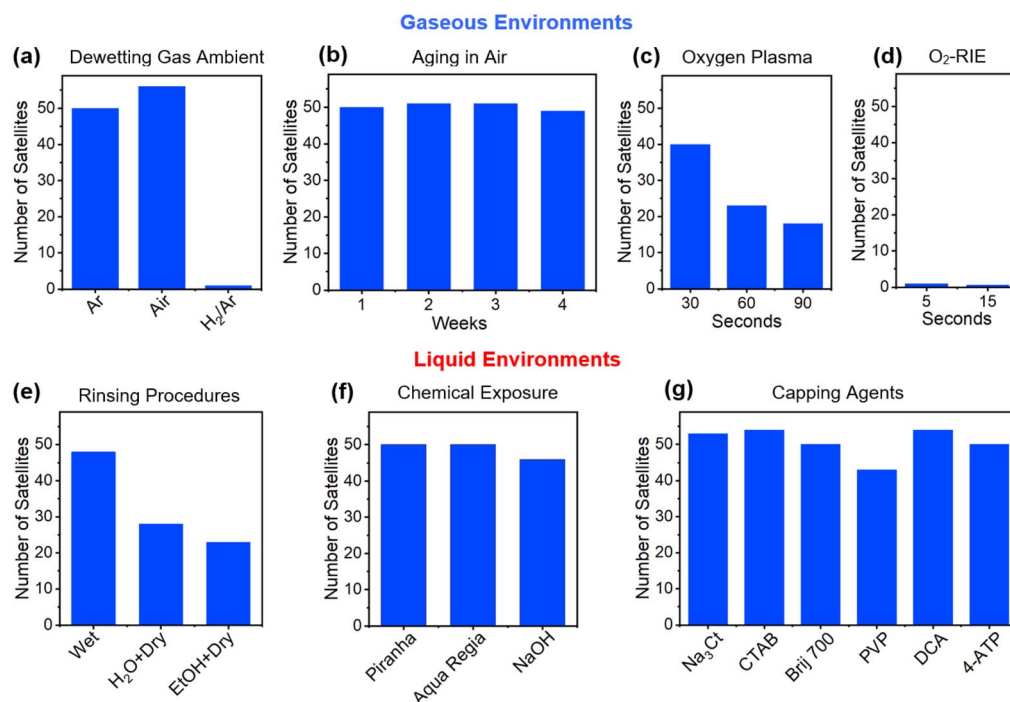 Gaseous Environments
(a)
Dewetting Gas Ambient
Number of Satellites
50
40
30
20
10
0
Ar
Air
H₂/Ar
(b)
Aging in Air
Number of Satellites
50
40
30
20
10
0
1 2 3 4
Weeks
(c)
Oxygen Plasma
Number of Satellites
50
40
30
20
10
0
30 60 90
Seconds
(d)
O₂-RIE
Number of Satellites
50
40
30
20
10
0
5 15
Seconds
Liquid Environments
(e)
Rinsing Procedures
Number of Satellites
50
40
30
20
10
0
Wet
H₂O+Dry
EtOH+Dry
(f)
Chemical Exposure
Number of Satellites
50
40
30
20
10
0
Piranha
Aqua Regia
NaOH
(g)
Capping Agents
Number of Satellites
50
40
30
20
10
0
Na₃Ct
CTAB
Brij 700
PVP
DCA
4-ATP